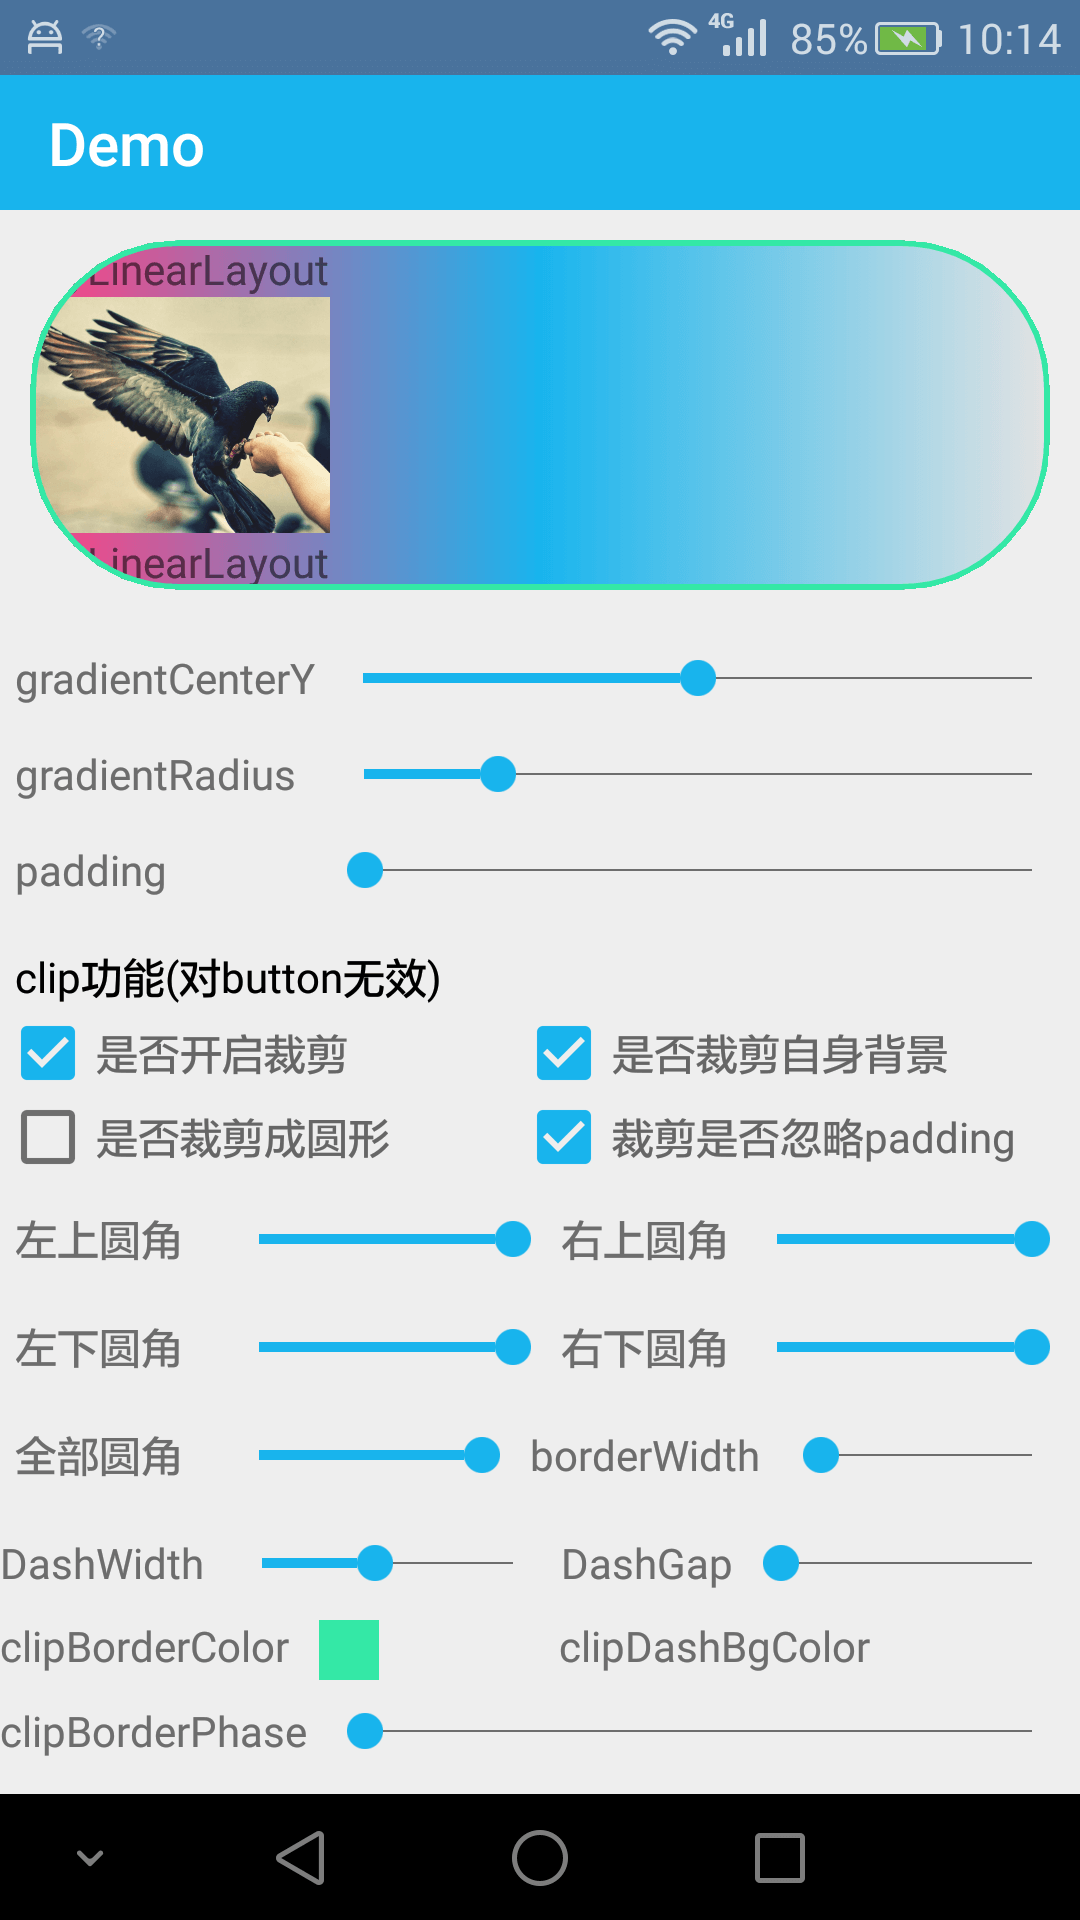 4G 85% 10:14
Demo
LinearLayout
LinearLayout
gradientCenterY
gradientRadius
padding
clip功能(对button无效)
是否开启裁剪 是否裁剪自身背景
是否裁剪成圆形 裁剪是否忽略padding
左上圆角 右上圆角
左下圆角 右下圆角
全部圆角 borderWidth
DashWidth DashGap
clipBorderColor clipDashBgColor
clipBorderPhase